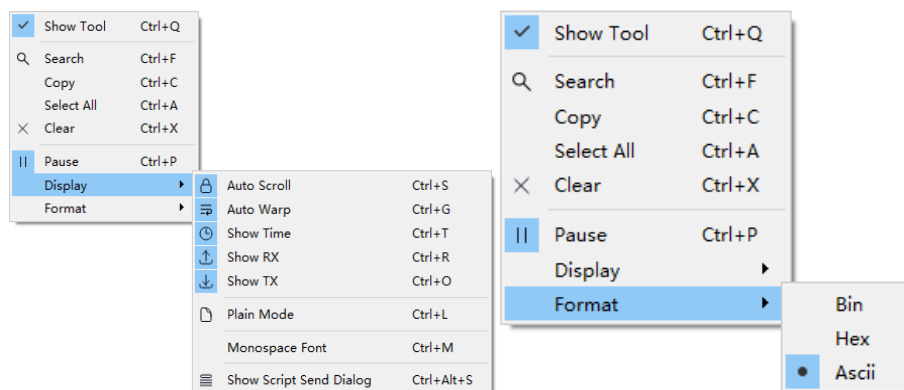 Show Tool Ctrl+Q
Search Ctrl+F
Copy Ctrl+C
Select All Ctrl+A
Clear Ctrl+X
Pause Ctrl+P
Display
Format
Auto Scroll Ctrl+S
Auto Warp Ctrl+G
Show Time Ctrl+T
Show RX Ctrl+R
Show TX Ctrl+O
Plain Mode Ctrl+L
Monospace Font Ctrl+M
Show Script Send Dialog Ctrl+Alt+S
Show Tool Ctrl+Q
Search Ctrl+F
Copy Ctrl+C
Select All Ctrl+A
Clear Ctrl+X
Pause Ctrl+P
Display
Format
Bin
Hex
Ascii